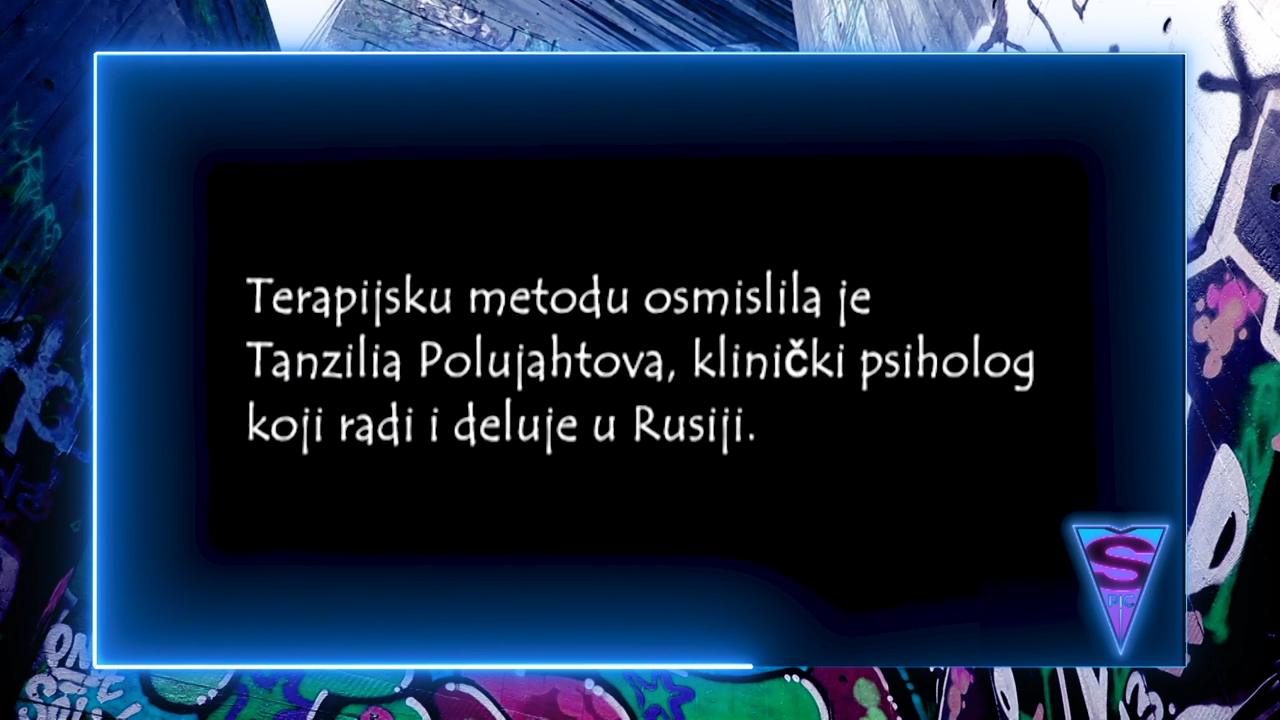 Terapijsku metodu osmislila je
Tanzilia Polujahtova, klinički psiholog
koji radi i deluje u Rusiji.
Š